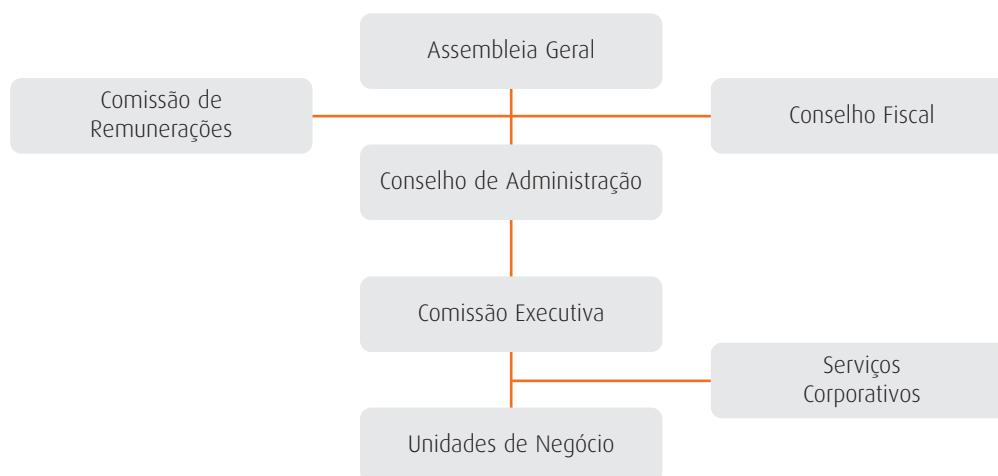 Assembleia Geral
Comissão de
Remunerações
Conselho Fiscal
Conselho de Administração
Comissão Executiva
Serviços
Corporativos
Unidades de Negócio